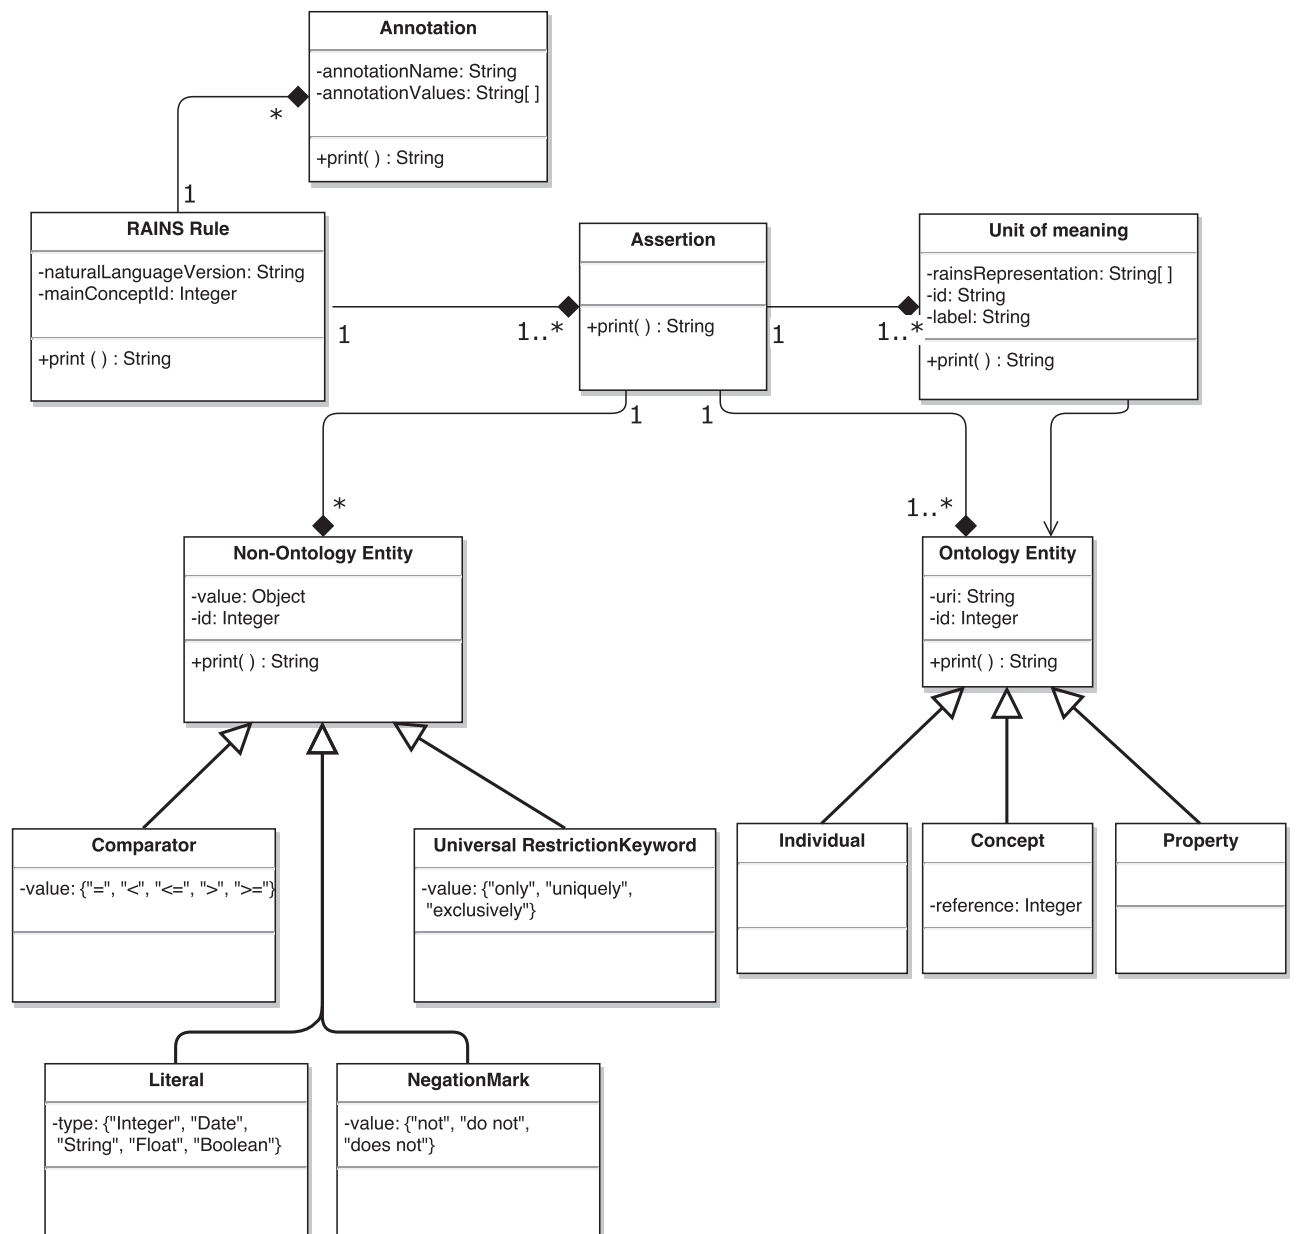 Annotation
-annotationName: String
-annotationValues: String[ ]
+print( ) : String
*
1
RAINS Rule
-naturalLanguageVersion: String
-mainConceptId: Integer
+print ( ) : String
1
1..*
Assertion
+print( ) : String
1
1..*
Unit of meaning
-rainsRepresentation: String[ ]
-id: String
-label: String
+print( ) : String
1
1
*
1..*
Non-Ontology Entity
-value: Object
-id: Integer
+print( ) : String
Ontology Entity
-uri: String
-id: Integer
+print( ) : String
Comparator
-value: {"=", "<", "<=", ">", ">="}
Universal RestrictionKeyword
-value: {"only", "uniquely",
"exclusively"}
Individual
Concept
-reference: Integer
Property
Literal
-type: {"Integer", "Date",
"String", "Float", "Boolean"}
NegationMark
-value: {"not", "do not",
"does not"}